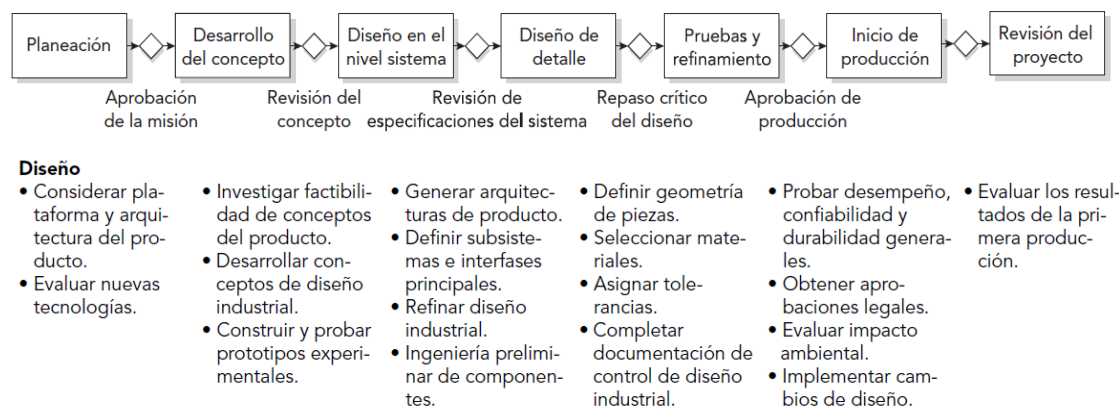 Planeación
Desarrollo
del concepto
Diseño en el
nivel sistema
Diseño de
detalle
Pruebas y
refinamiento
Inicio de
producción
Revisión del
proyecto
Aprobación
de la misión
Revisión del
concepto
Revisión de
especificaciones del sistema
Repaso crítico
del diseño
Aprobación de
producción
Diseño
• Considerar pla-
taforma y arqui-
tectura del pro-
ducto.
• Evaluar nuevas
tecnologías.
• Investigar factibili-
dad de conceptos
del producto.
• Desarrollar con-
ceptos de diseño
industrial.
• Construir y probar
prototipos experi-
mentales.
• Generar arquitec-
turas de producto.
• Definir subsiste-
mas e interfases
principales.
• Refinar diseño
industrial.
• Ingeniería prelimi-
nar de componen-
tes.
• Definir geometría
de piezas.
• Seleccionar mate-
riales.
• Asignar tole-
rancias.
• Completar
documentación de
control de diseño
industrial.
• Probar desempeño,
confiabilidad y
durabilidad genera-
les.
• Obtener apro-
baciones legales.
• Evaluar impacto
ambiental.
• Implementar cam-
bios de diseño.
• Evaluar los resul-
tados de la pri-
mera produc-
ción.